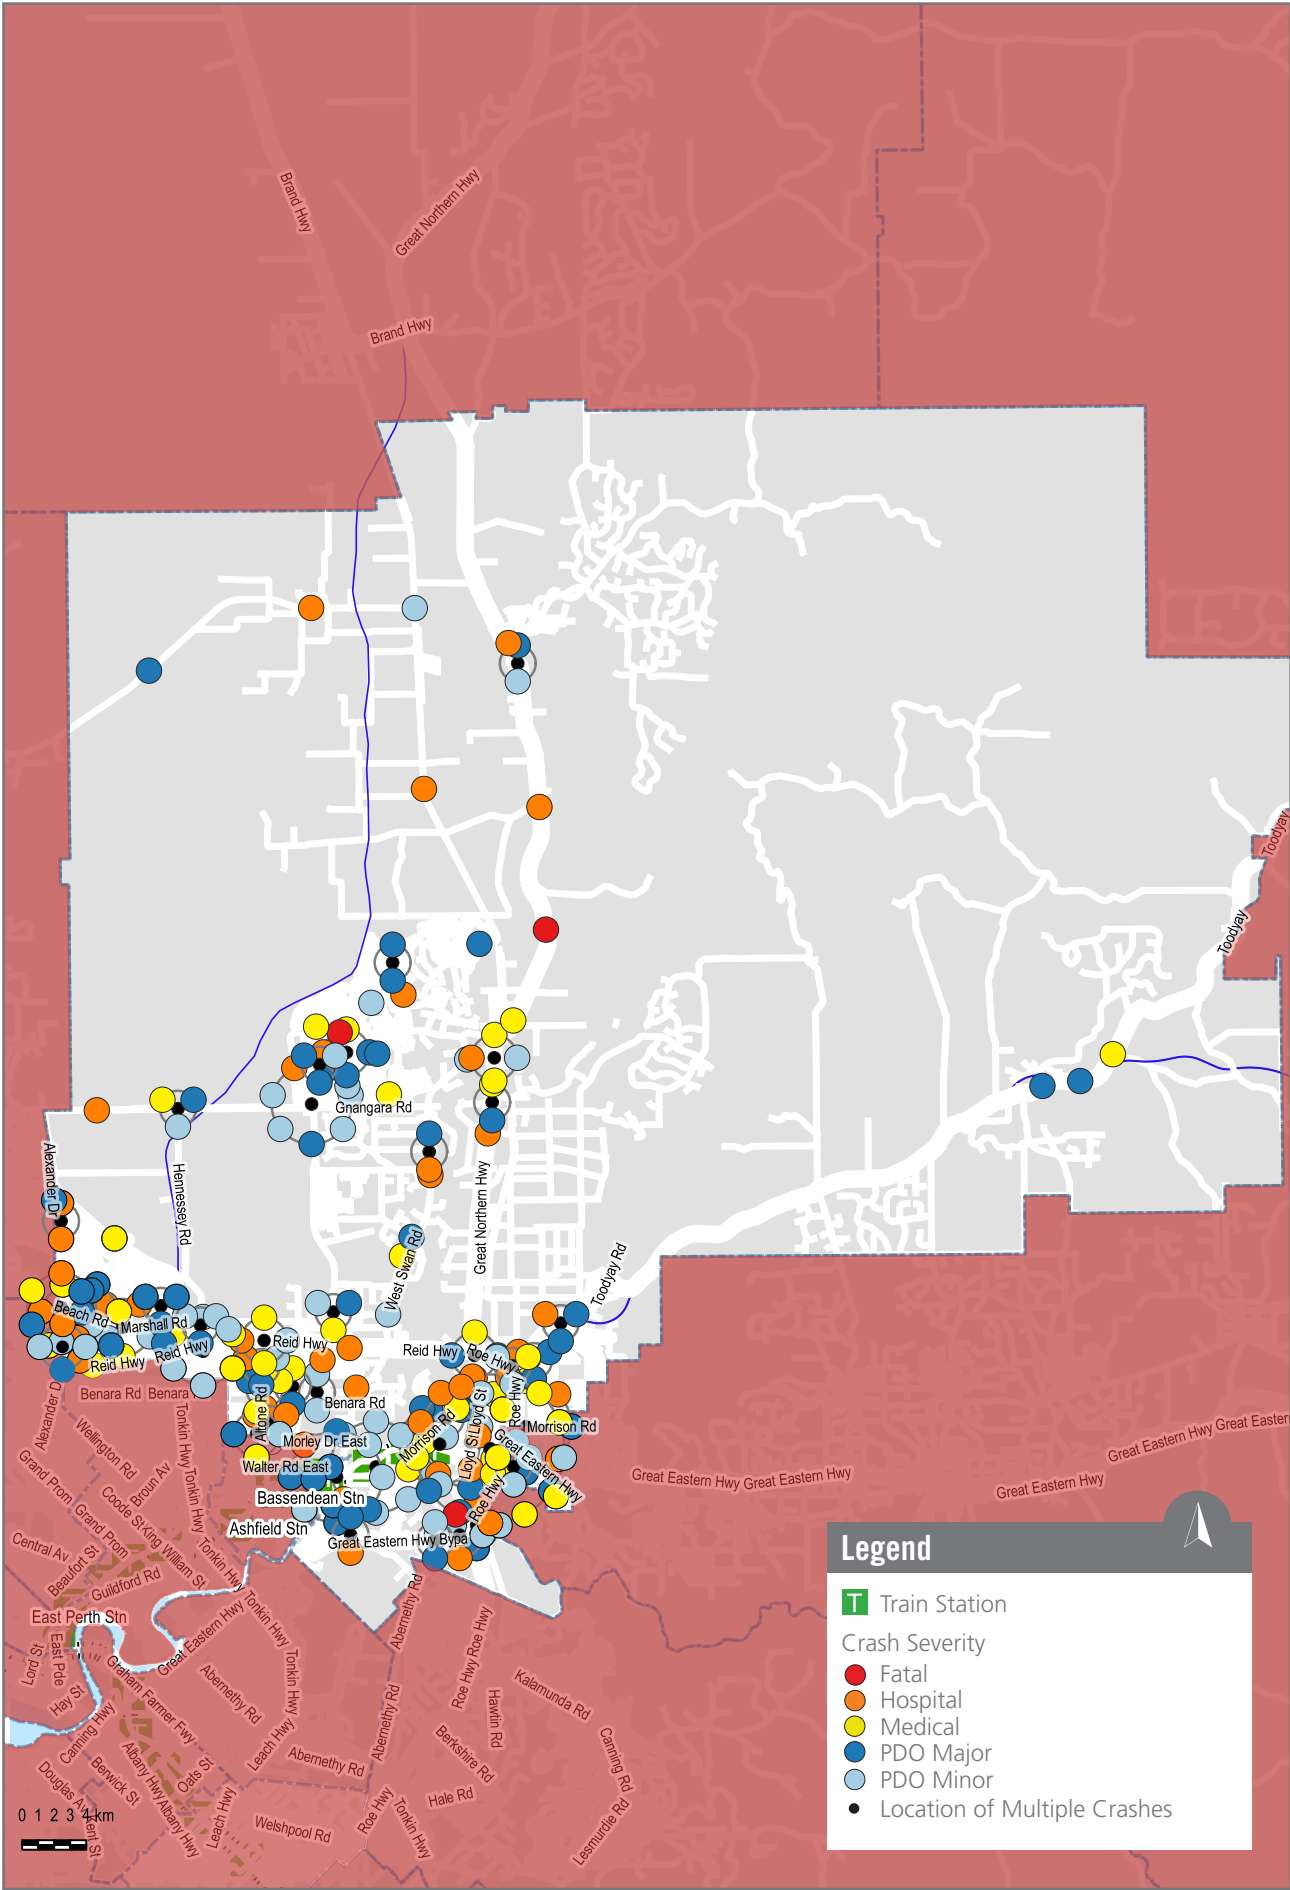 Brand Hwy
Great Northern Hwy
Brand Hwy
Toodyay
Toodyay
Gnangara Rd
Alexander Dr
Hennessey Rd
Great Northern Hwy
West Swan Rd
Toodyay Rd
Beach Rd
Marshall Rd
Reid Hwy
Reid Hwy
Reid Hwy
Reid Hwy
Roe Hwy
Benara Rd
Benara
Altone Rd
Benara Rd
Lloyd St
Roe Hwy
Morrison Rd
Morrison Rd
Alexander D
Wellington Rd
Tonkin Hwy
Tonkin Hwy
Morley Dr East
Lloyd St
Great Eastern Hwy
Great Eastern Hwy
Great Eastern
Walter Rd East
Great Eastern Hwy
Great Eastern Hwy
Great Eastern Hwy
Grand Prom
Broun Av
Bassendean Stn
Roe Hwy
Coode St
Grand Prom
King William St
Ashfield Stn
Great Eastern Hwy Bypa
Central Av
Beaufort St
Guildford Rd
Tonkin Hwy
Tonkin Hwy
East Perth Stn
Great Eastern Hwy
Abernethy Rd
Lord St
East Pde
Hay St
Graham Farmer Fwy
Abernethy Rd
Tonkin Hwy
Roe Hwy
Roe Hwy
Kalamunda Rd
Canning Hwy
Leach Hwy
Abernethy Rd
Hawtin Rd
Canning Rd
Albany Hwy
Oats St
Abernethy Rd
Berkshire Rd
Douglas Av
Berwick St
Hale Rd
Kent St
Albany Hwy
Leach Hwy
Welshpool Rd
Roe Hwy
Tonkin Hwy
Lesmurdie Rd
0 1 2 3 4 km
Legend
T Train Station
Crash Severity
Fatal
Hospital
Medical
PDO Major
PDO Minor
Location of Multiple Crashes